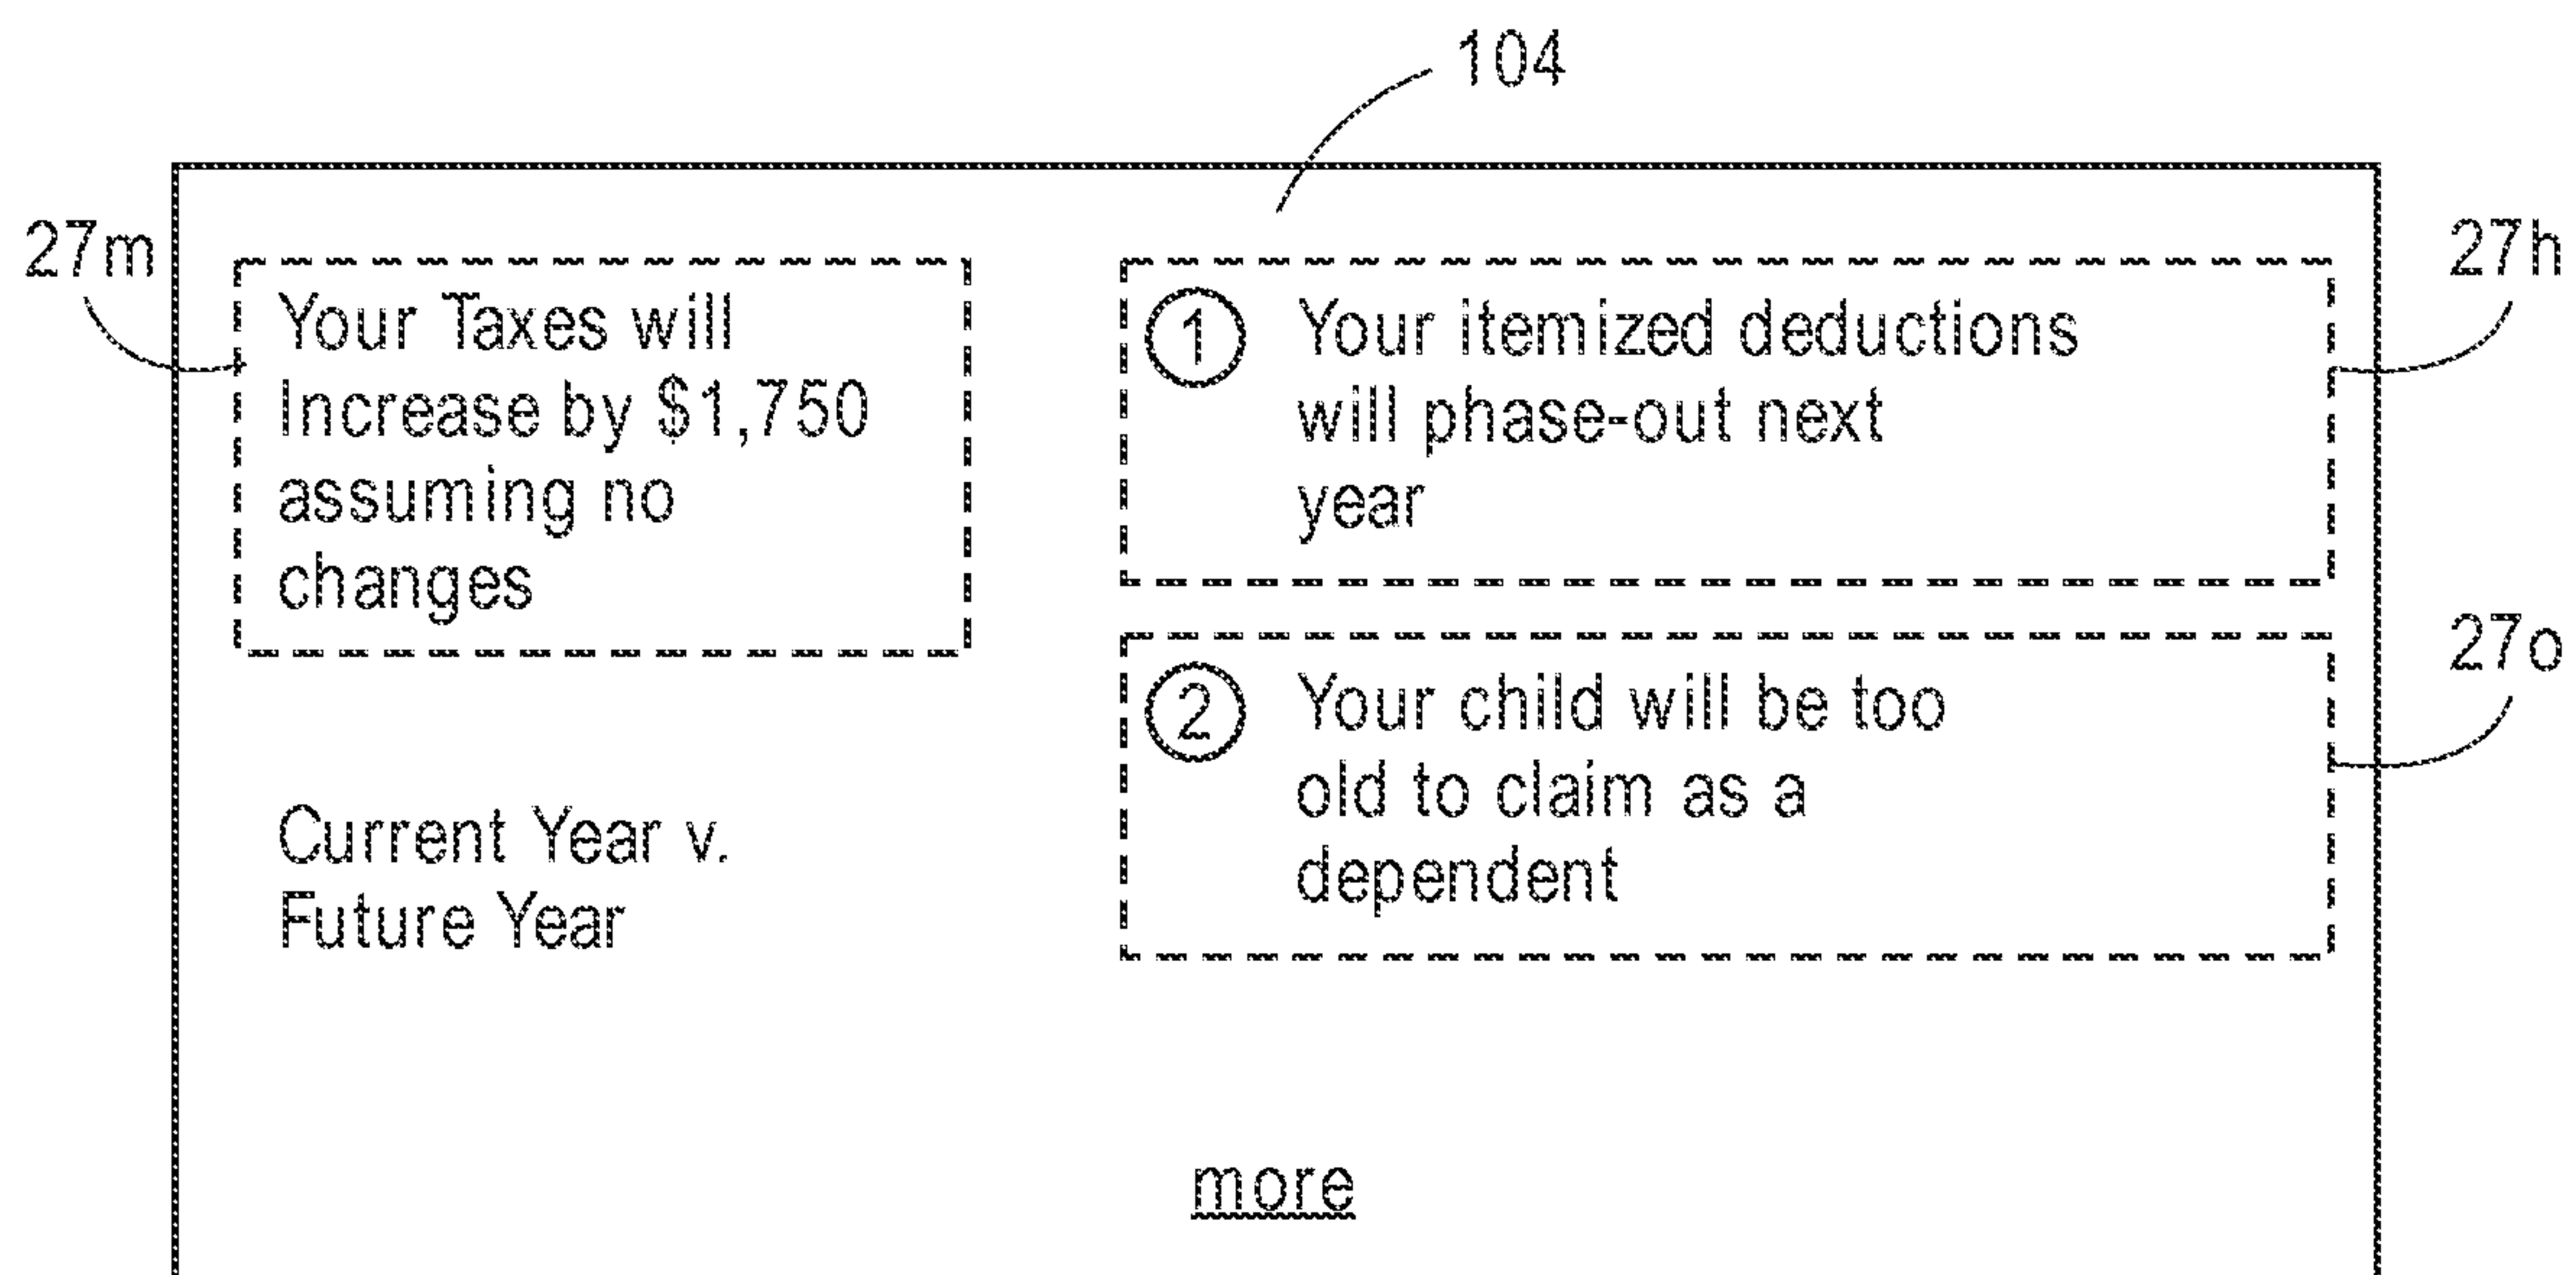 104
27m
Your Taxes will
Increase by $1,750
assuming no
changes
Current Year v.
Future Year
27h
1 Your itemized deductions
will phase-out next
year
27o
2 Your child will be too
old to claim as a
dependent
more